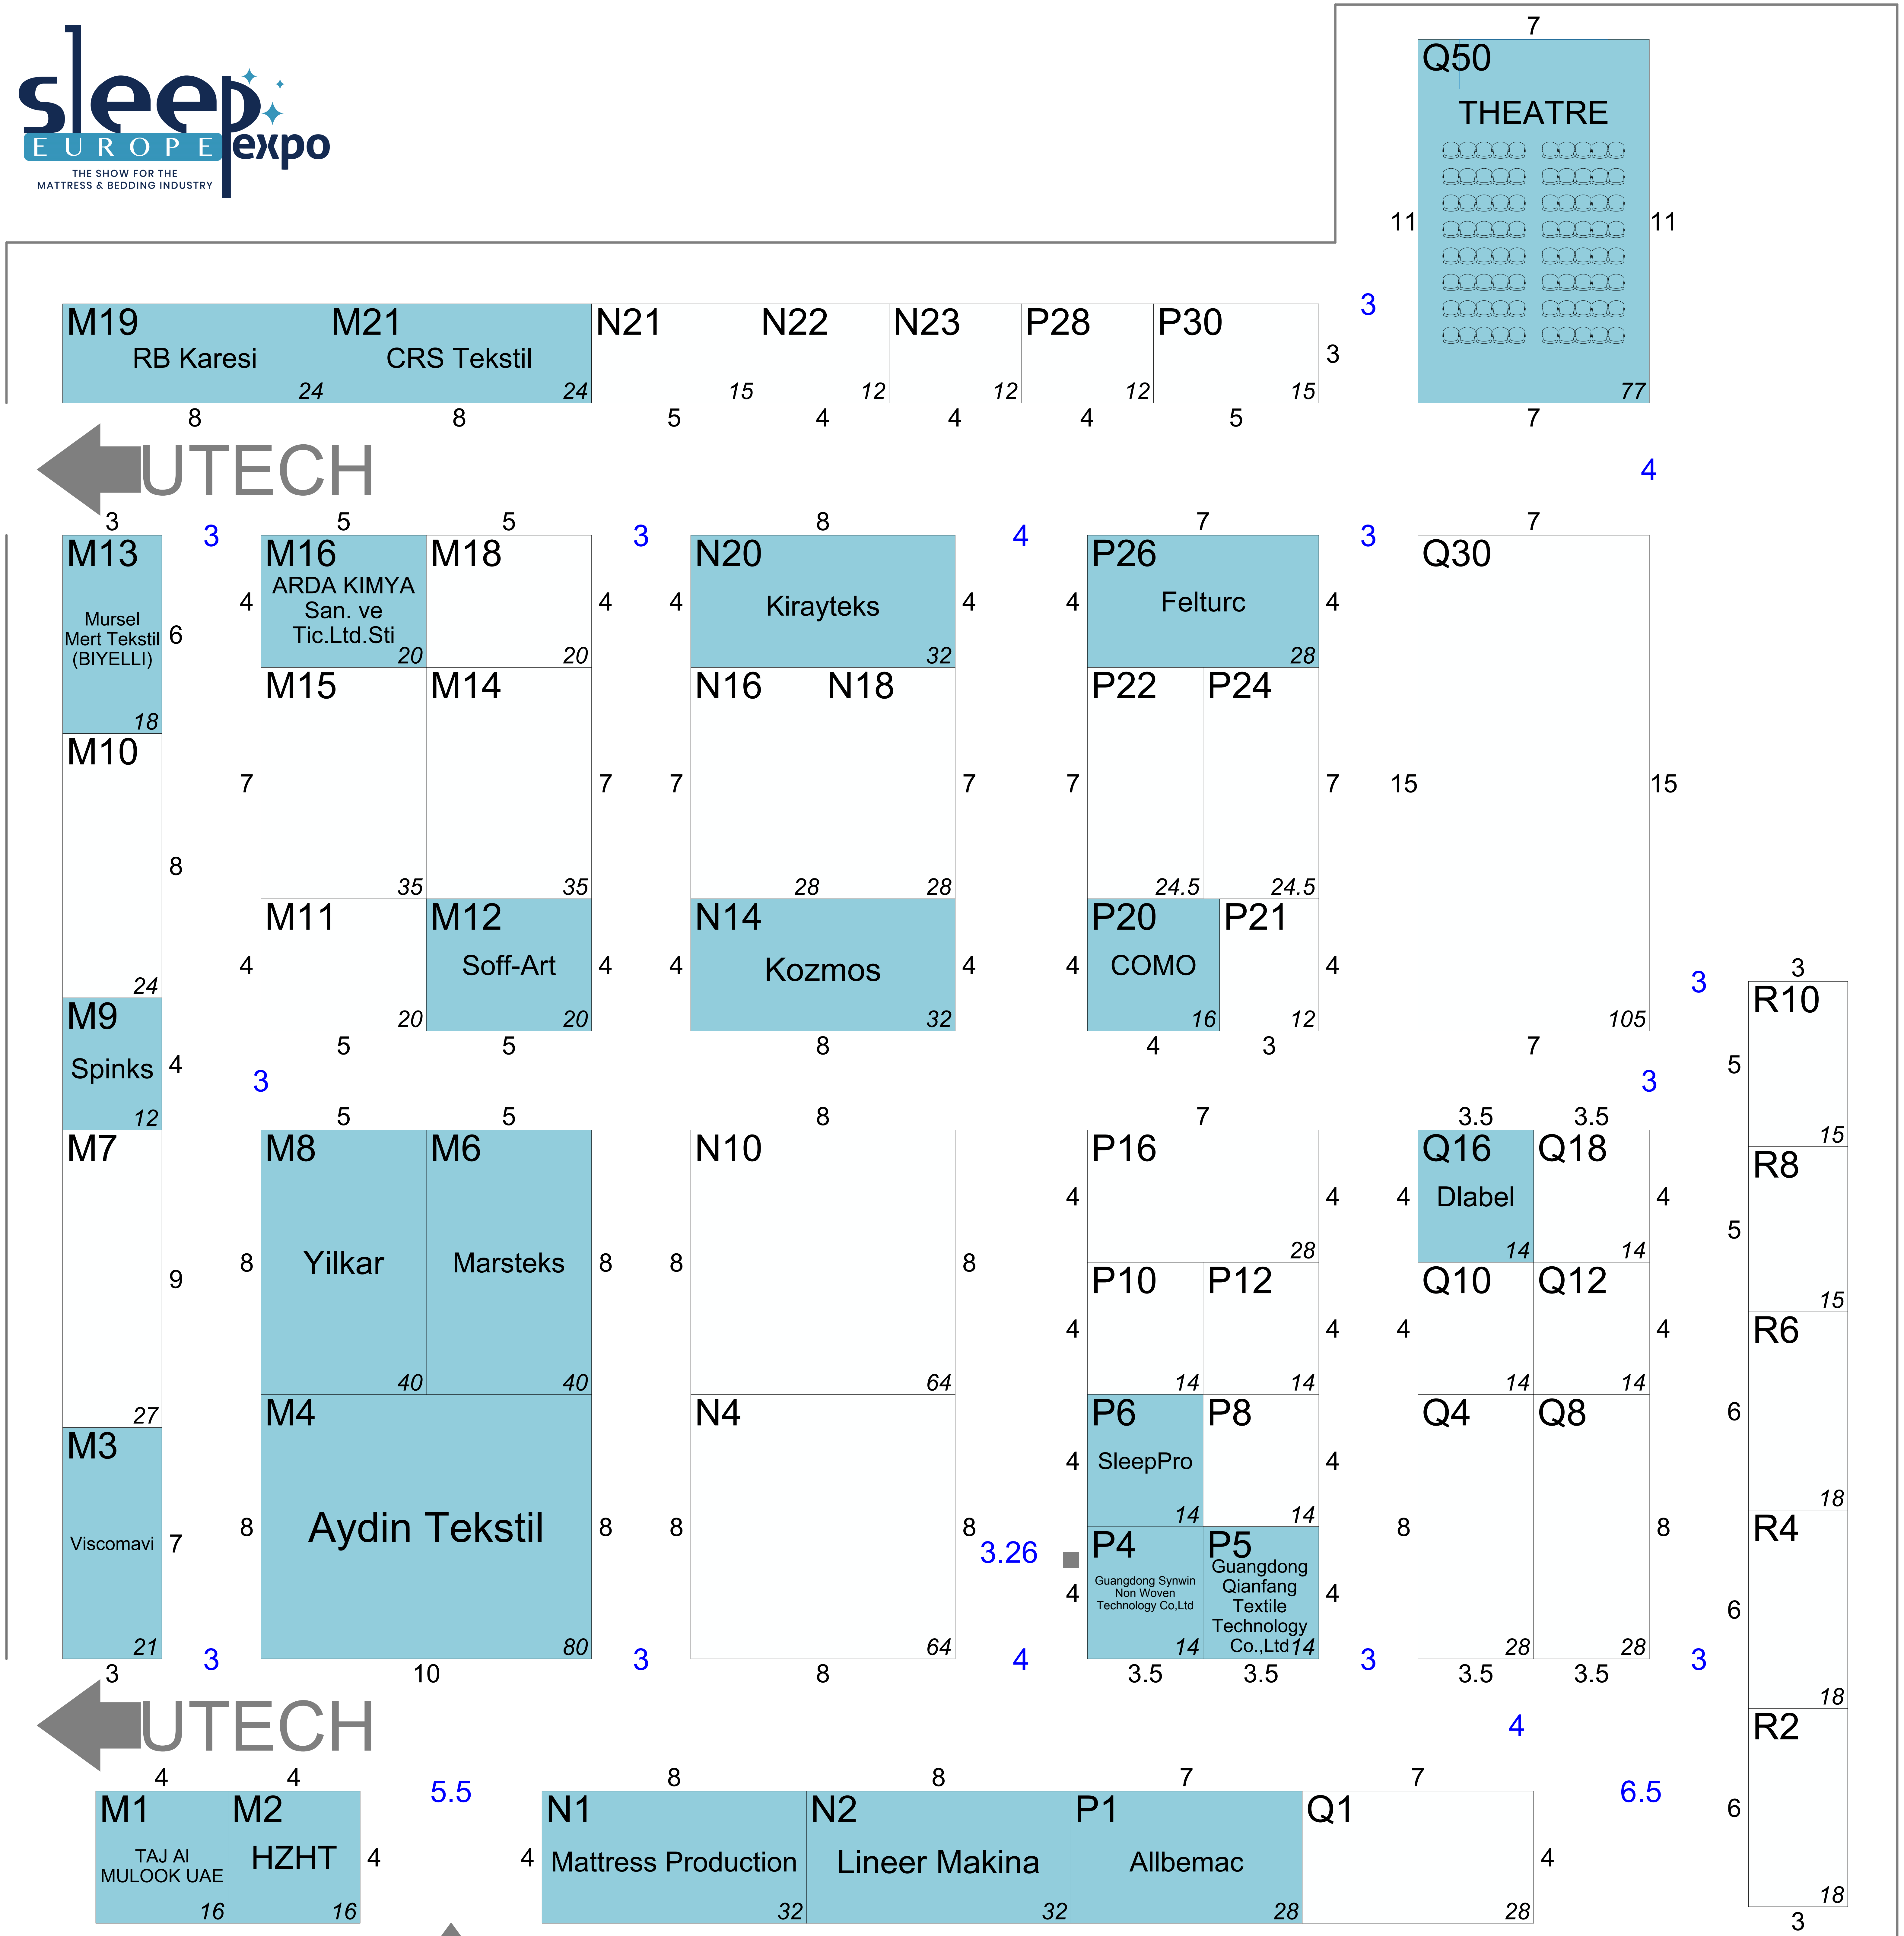 sleep
EUROPE expo
THE SHOW FOR THE
MATTRESS & BEDDING INDUSTRY
7
Q50
THEATRE
11 11
77
7
3
M19
RB Karesi
24
8
M21
CRS Tekstil
24
8
N21
15
5
N22
12
4
N23
12
4
P28
12
4
P30
15
5
3
4
UTECH
3
M13
Mursel
Mert Tekstil
(BIYELLI)
18
6
M10
24
8
M9
Spinks
12
4
M7
27
9
M3
Viscomavi
21
7
3
3
5 5
4
M16
ARDA KIMYA
San. ve
Tic.Ltd.Sti
20
M18
20
4
7
M15
35
M14
35
7
4
M11
20
M12
Soff-Art
20
4
5 5
3
3
8
4
N20
Kirayteks
32
4
7
N16
28
N18
28
7
4
N14
Kozmos
32
4
8
4
7
4
P26
Felturc
28
4
7
P22
24.5
P24
24.5
7
4
P20
COMO
16
P21
12
4
4 3
3
7
Q30
15 15
105
7
3
3
3
R10
5
15
R8
5
15
R6
6
18
R4
6
18
R2
6
18
3
5 5
8
M8
Yilkar
40
M6
Marsteks
40
8
8
M4
Aydin Tekstil
80
8
3
10
3
8
8
N10
64
8
8
N4
64
8
8
3.26
4
7
4
P16
28
4
4
P10
14
P12
14
4
4
P6
SleepPro
14
P8
14
4
4
P4
Guangdong Synwin
Non Woven
Technology Co,Ltd
14
P5
Guangdong
Qianfang
Textile
Technology
Co.,Ltd
14
4
3.5 3.5
3
3.5 3.5
4
Q16
Dlabel
14
Q18
14
4
4
Q10
14
Q12
14
4
8
Q4
28
Q8
28
8
3.5 3.5
3
4
UTECH
4 4
M1
TAJ AI
MULOOK UAE
16
M2
HZHT
16
4
5.5
8 8 7 7
4
N1
Mattress Production
32
N2
Lineer Makina
32
P1
Allbemac
28
Q1
28
4
6.5